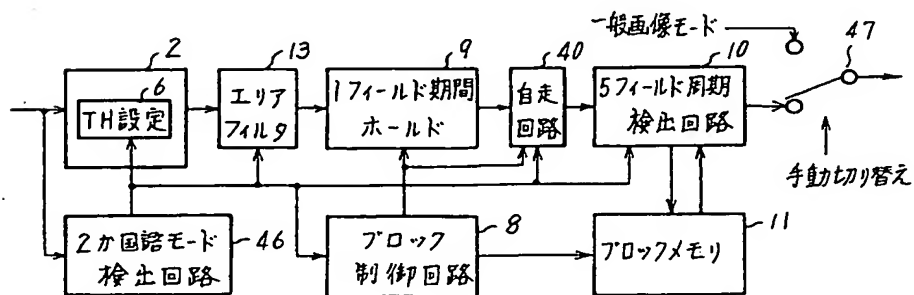 一般画像モード
47
2
13
9
40
10
6
TH設定
エリア
フィルタ
1フィールド期間
ホールド
自走
回路
5フィールド周期
検出回路
手動切り替え
2か国語モード
検出回路
46
ブロック
制御回路
8
ブロックメモリ
11